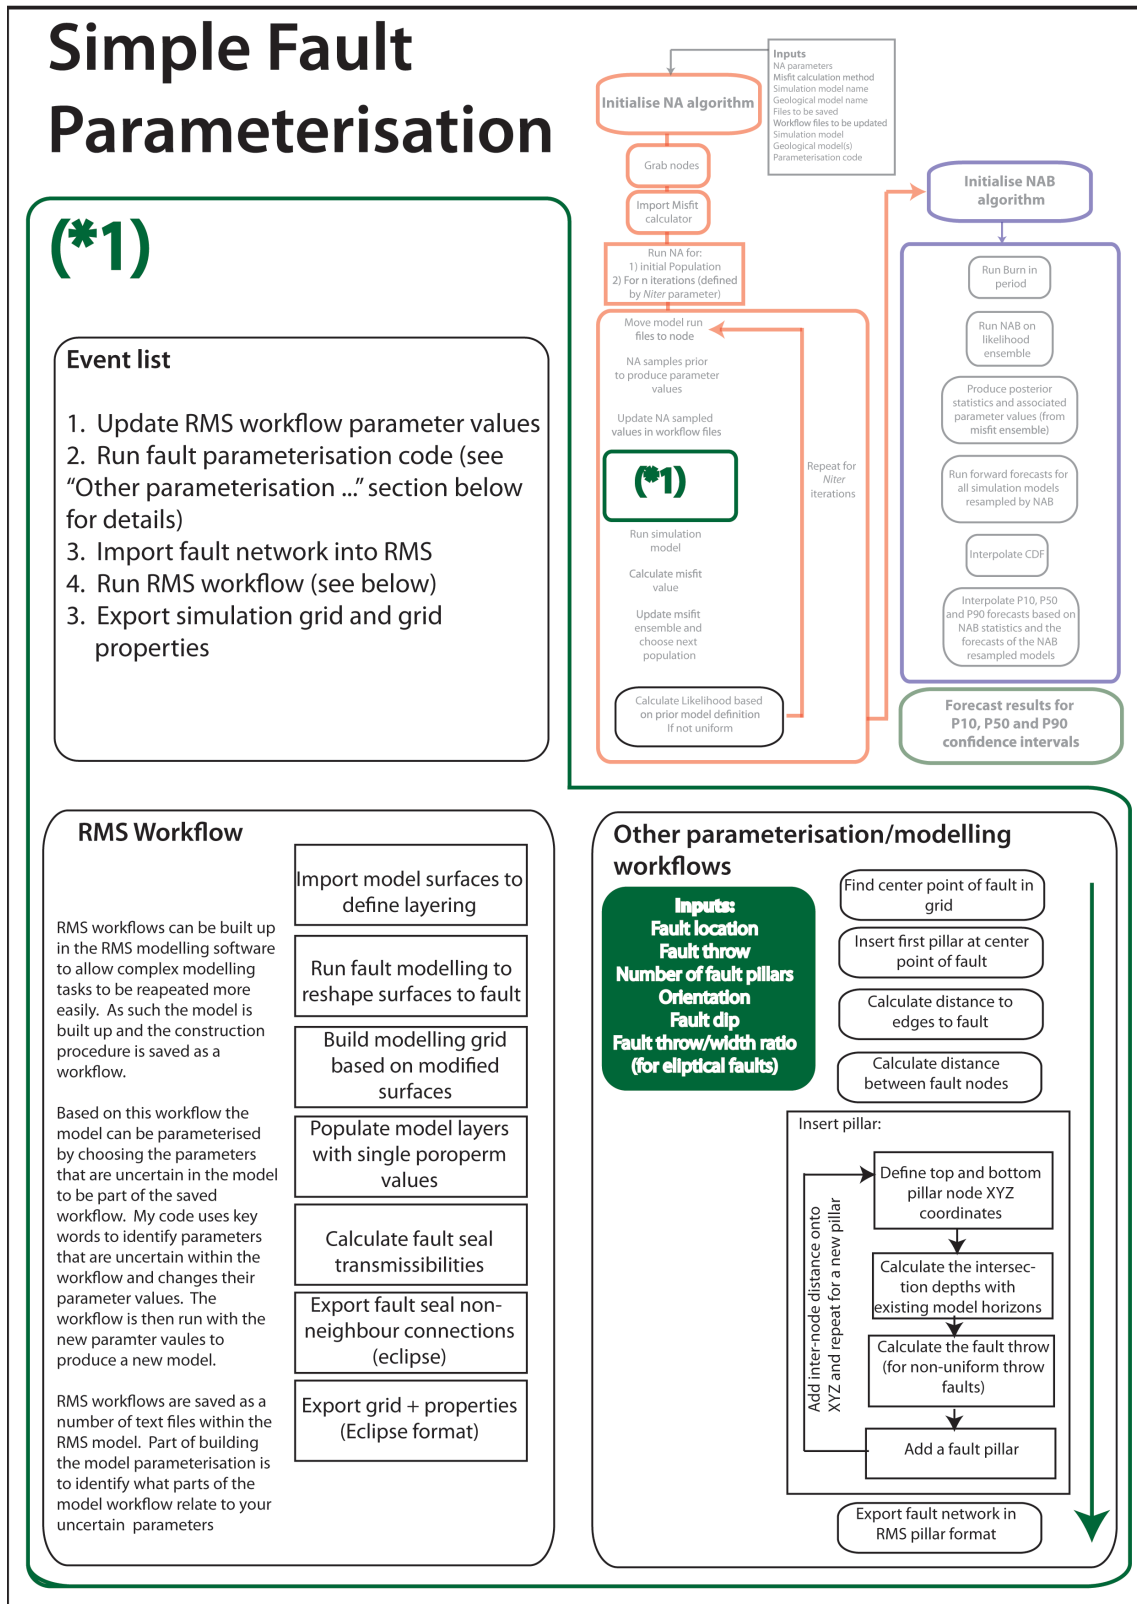 Simple Fault
Parameterisation
Inputs
NA parameters
Misfit calculation method
Simulation model name
Geological model name
Files to be saved
Workflow files to be updated
Simulation model
Geological model(s)
Parameterisation code
Initialise NA algorithm
Grab nodes
Import Misfit
calculator
Run NA for:
1) initial Population
2) For n iterations (defined
by Niter parameter)
Move model run
files to node
NA samples prior
to produce parameter
values
Update NA sampled
values in workflow files
(*1)
Run simulation
model
Calculate misfit
value
Update msifit
ensemble and
choose next
population
Calculate Likelihood based
on prior model definition
If not uniform
Repeat for
Niter
iterations
Initialise NAB
algorithm
Run Burn in
period
Run NAB on
likelihood
ensemble
Produce posterior
statistics and associated
parameter values (from
misfit ensemble)
Run forward forecasts for
all simulation models
resampled by NAB
Interpolate CDF
Interpolate P10, P50
and P90 forecasts based on
NAB statistics and the
forecasts of the NAB
resampled models
Forecast results for
P10, P50 and P90
confidence intervals
(*1)
Event list
1. Update RMS workflow parameter values
2. Run fault parameterisation code (see
“Other parameterisation ...” section below
for details)
3. Import fault network into RMS
4. Run RMS workflow (see below)
3. Export simulation grid and grid
properties
RMS Workflow
RMS workflows can be built up
in the RMS modelling software
to allow complex modelling
tasks to be reapeated more
easily. As such the model is
built up and the construction
procedure is saved as a
workflow.
Based on this workflow the
model can be parameterised
by choosing the parameters
that are uncertain in the model
to be part of the saved
workflow. My code uses key
words to identify parameters
that are uncertain within the
workflow and changes their
parameter values. The
workflow is then run with the
new paramter vaules to
produce a new model.
RMS workflows are saved as a
number of text files within the
RMS model. Part of building
the model parameterisation is
to identify what parts of the
model workflow relate to your
uncertain parameters
Import model surfaces to
define layering
Run fault modelling to
reshape surfaces to fault
Build modelling grid
based on modified
surfaces
Populate model layers
with single poroperm
values
Calculate fault seal
transmissibilities
Export fault seal non-
neighbour connections
(eclipse)
Export grid + properties
(Eclipse format)
Other parameterisation/modelling
workflows
Inputs:
Fault location
Fault throw
Number of fault pillars
Orientation
Fault dip
Fault throw/width ratio
(for eliptical faults)
Find center point of fault in
grid
Insert first pillar at center
point of fault
Calculate distance to
edges to fault
Calculate distance
between fault nodes
Insert pillar:
Define top and bottom
pillar node XYZ
coordinates
Calculate the intersec-
tion depths with
existing model horizons
Calculate the fault throw
(for non-uniform throw
faults)
Add a fault pillar
Add inter-node distance onto
XYZ and repeat for a new pillar
Export fault network in
RMS pillar format